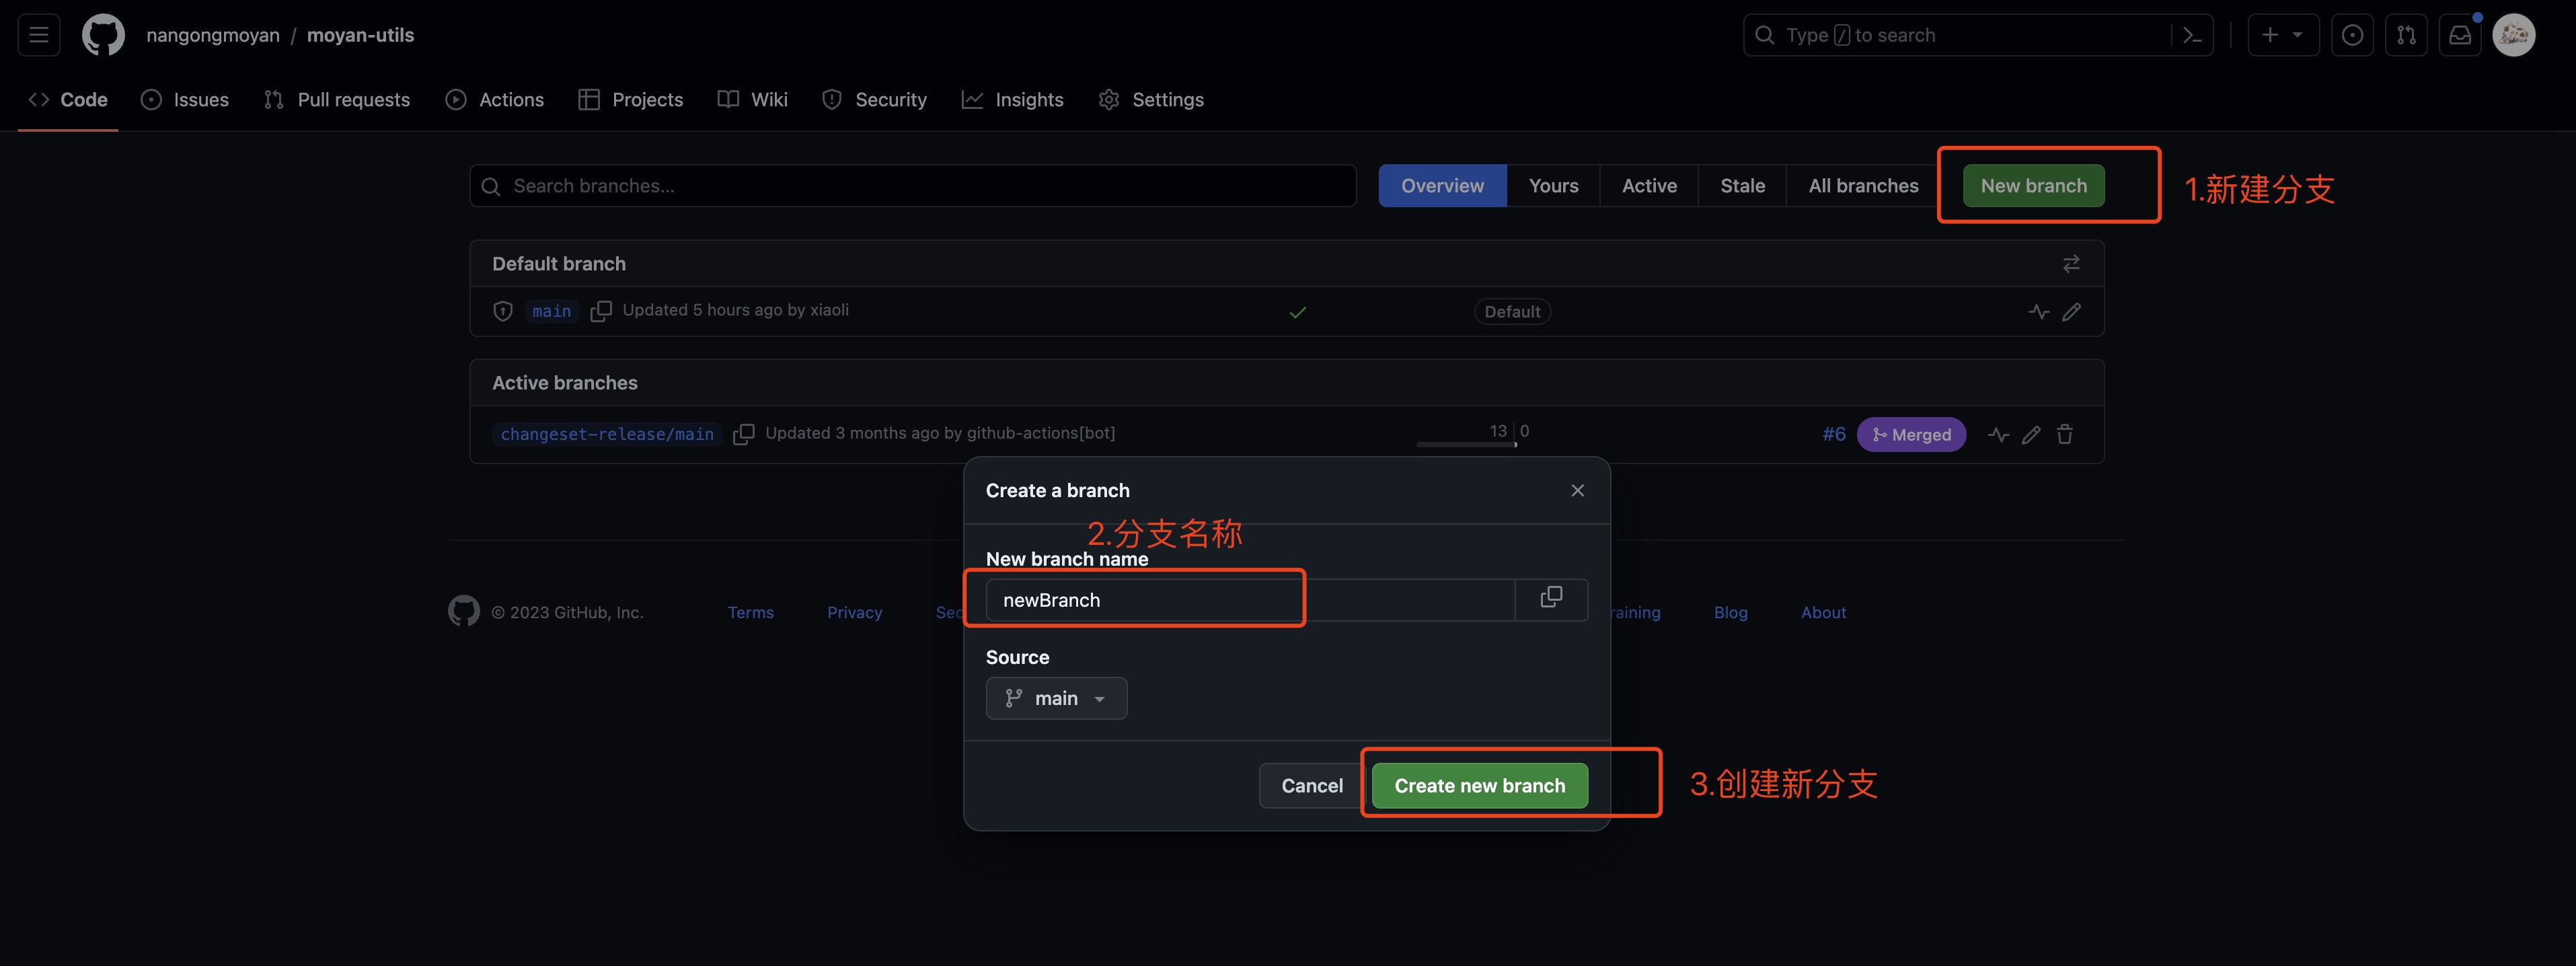 nangongmoyan / moyan-utils
Type / to search
Code Issues Pull requests Actions Projects Wiki Security Insights Settings
Search branches...
Overview Yours Active Stale All branches New branch
1.新建分支
Default branch
main Updated 5 hours ago by xiaoli Default
Active branches
changeset-release/main Updated 3 months ago by github-actions[bot] 13 0 #6 Merged
Create a branch
2.分支名称
New branch name
newBranch
© 2023 GitHub, Inc. Terms Privacy Sec raining Blog About
Source
main
Cancel Create new branch
3.创建新分支